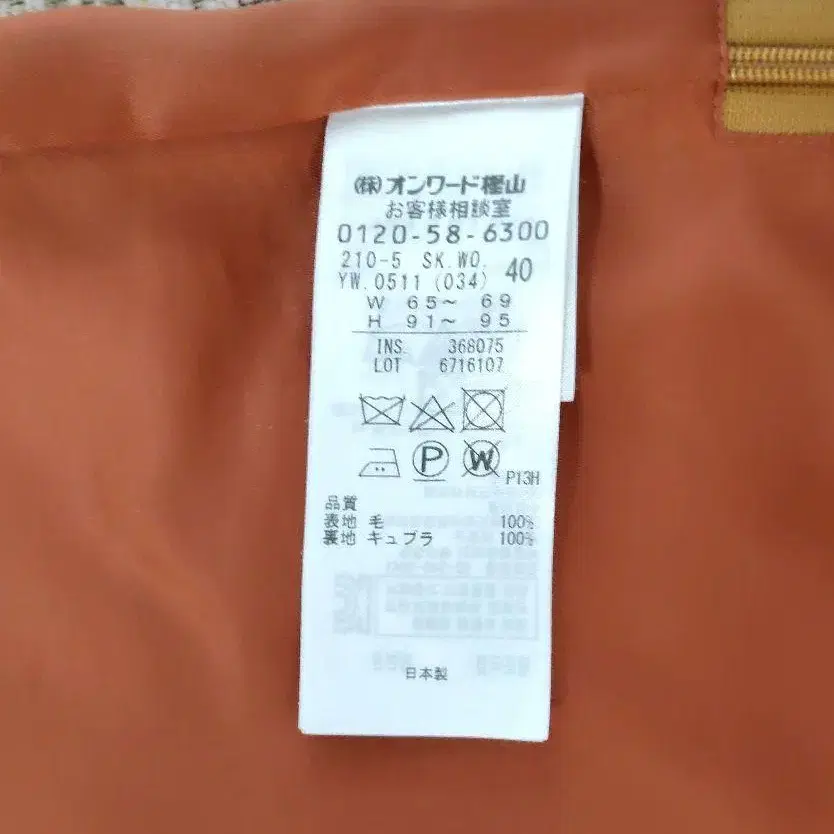 ㈱オンワード樫山
お客様相談室
0120-58-6300
210-5 SK.WO.
YW.0511 (034) 40
W 65～ 69
H 91～ 95
INS. 368075
LOT 6716107
P
W
P13H
品質
表地 毛 100%
裏地 キュプラ 100%
日本製